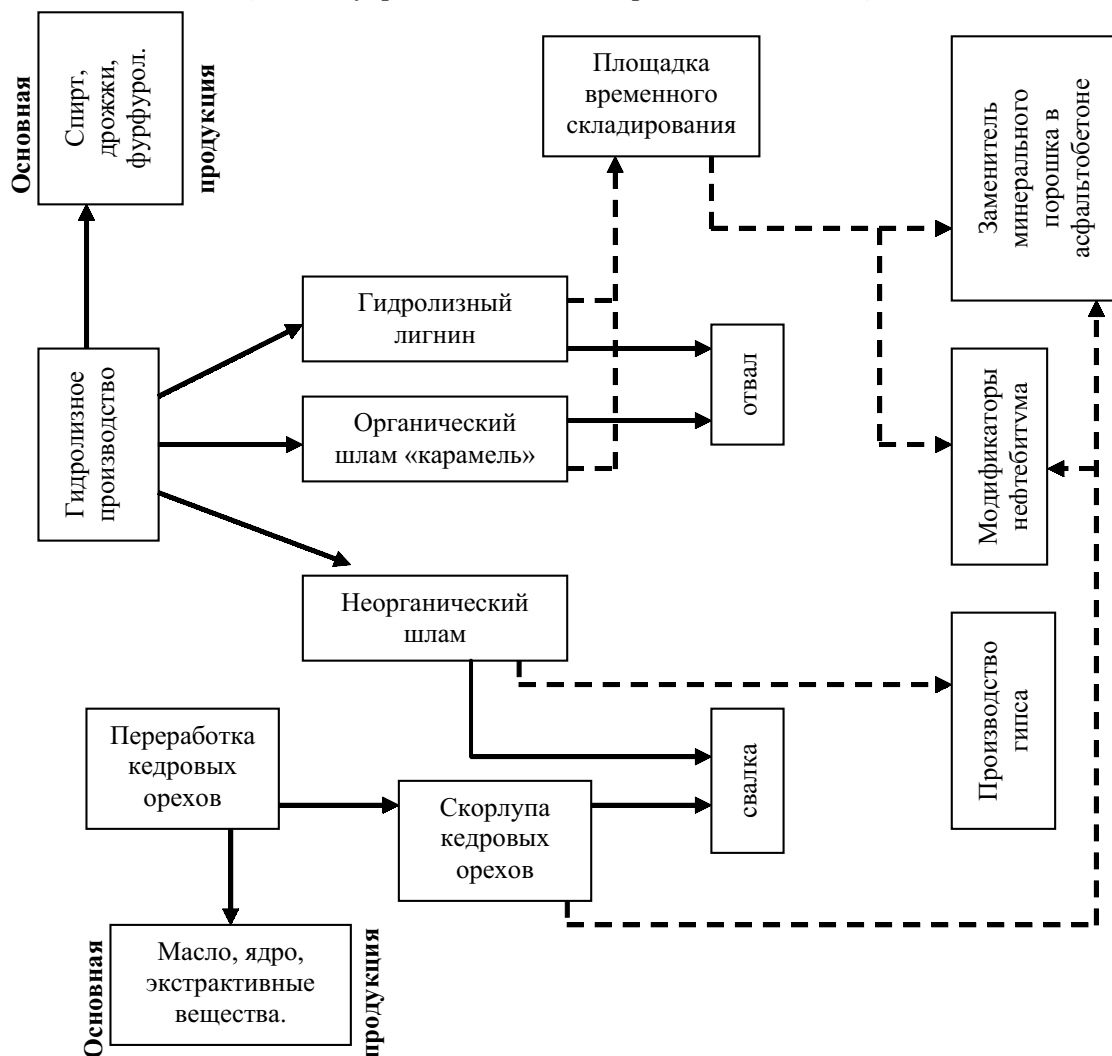 Основная
Спирт,
дрожжи,
фурфурол.
продукция
Площадка
временного
складирования
Заменитель
минерального
порошка в
асфальтобетоне
Гидролизный
лигнин
отвал
Гидролизное
производство
Органический
шлам «карамель»
Модификаторы
нефтебитума
Неорганический
шлам
Производство
гипса
Переработка
кедровых
орехов
свалка
Скорлупа
кедровых
орехов
Основная
Масло, ядро,
экстрактивные
вещества.
продукция